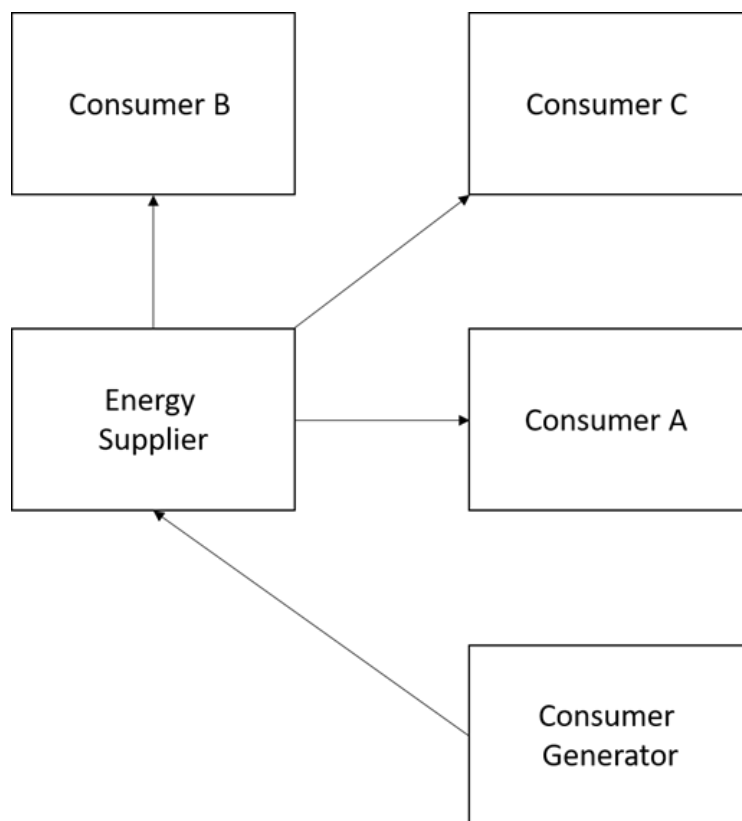 Consumer B
Consumer C
Energy
Supplier
Consumer A
Consumer
Generator